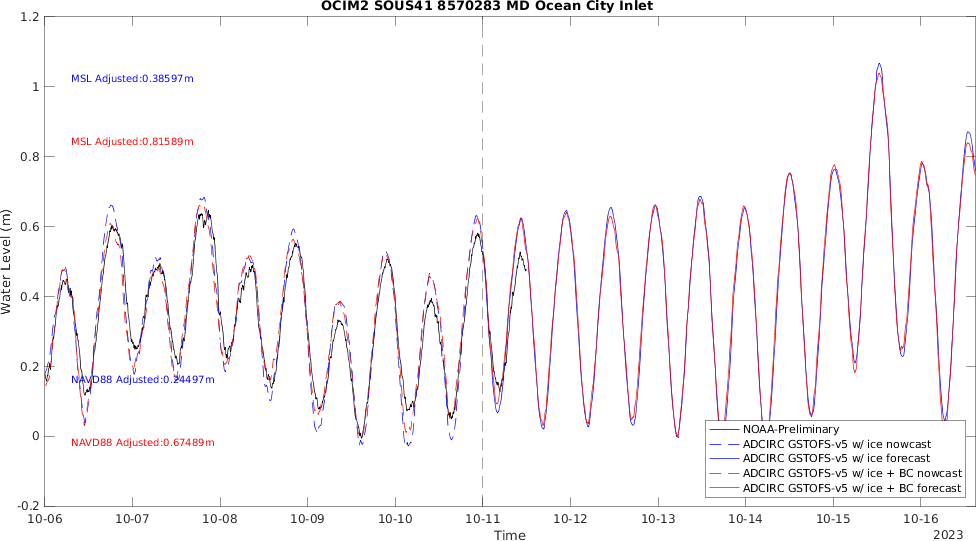 OCIM2 SOUS41 8570283 MD Ocean City Inlet
1.2
1
0.8
0.6
0.4
0.2
0
-0.2
Water Level (m)
MSL Adjusted:0.38597m
MSL Adjusted:0.81589m
NAVD88 Adjusted:0.24497m
NAVD88 Adjusted:0.67489m
NOAA-Preliminary
ADCIRC GSTOFS-v5 w/ ice nowcast
ADCIRC GSTOFS-v5 w/ ice forecast
ADCIRC GSTOFS-v5 w/ ice + BC nowcast
ADCIRC GSTOFS-v5 w/ ice + BC forecast
10-06 10-07 10-08 10-09 10-10 10-11 10-12 10-13 10-14 10-15 10-16
Time
2023